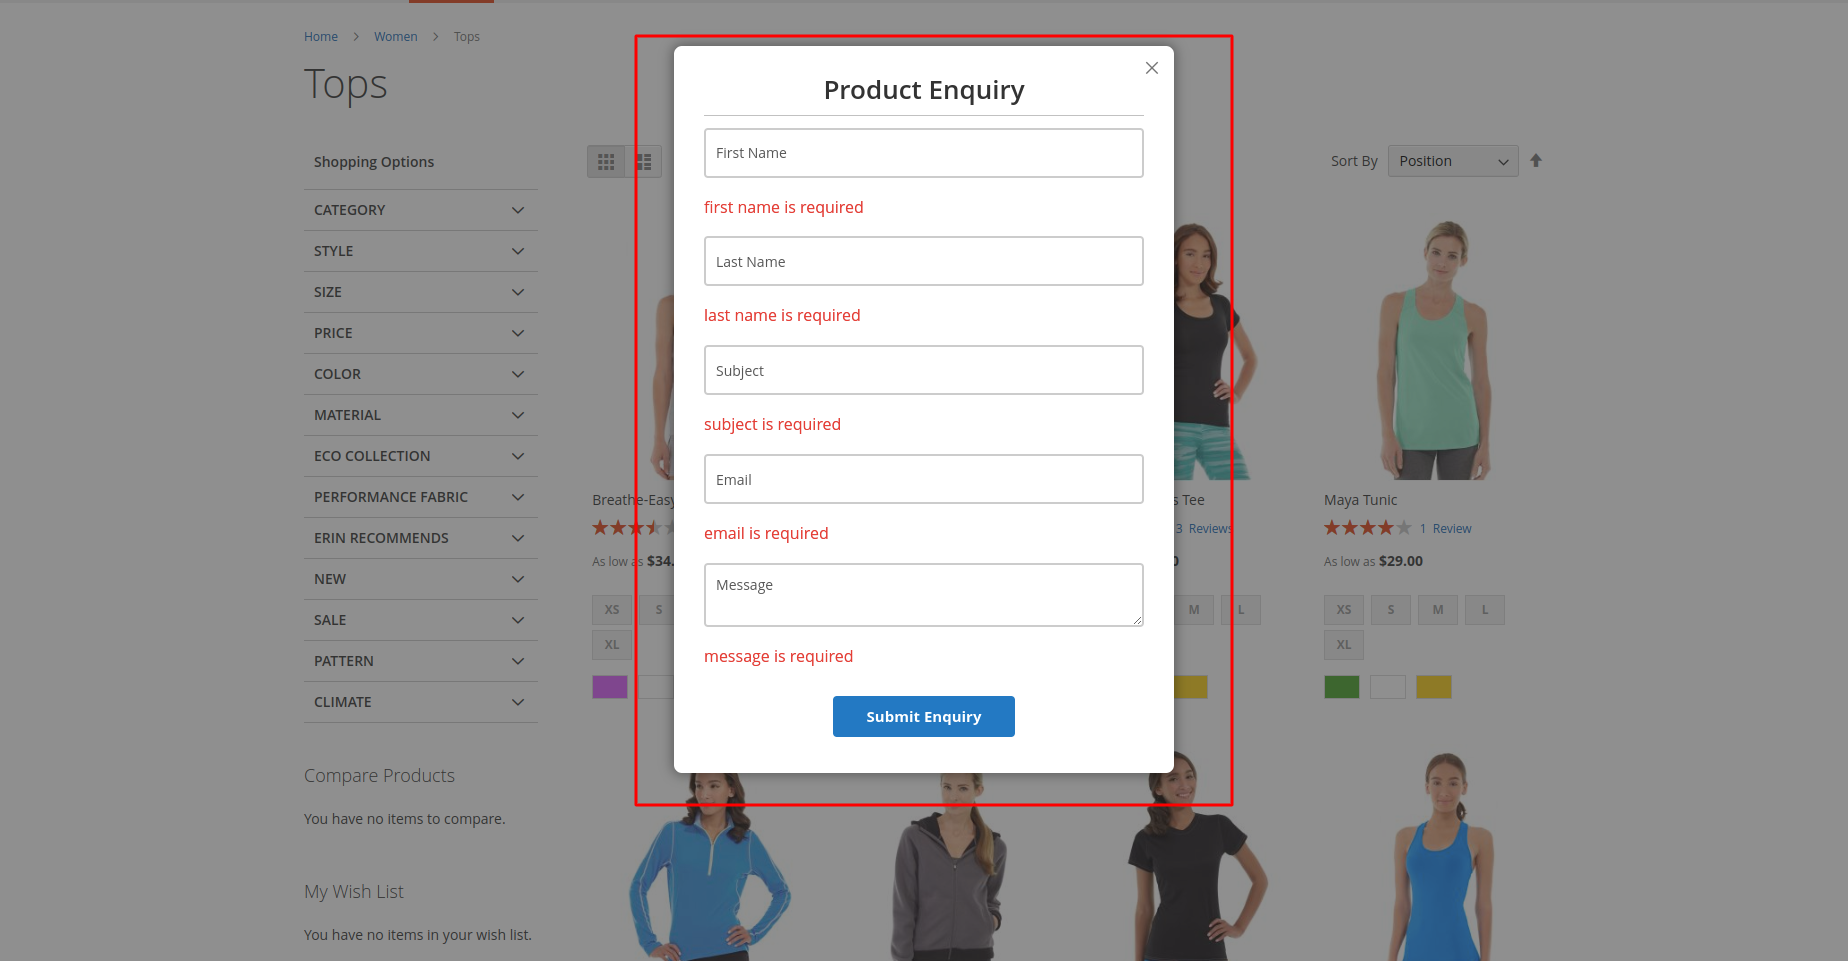 Home > Women > Tops
Tops
Shopping Options
CATEGORY
STYLE
SIZE
PRICE
COLOR
MATERIAL
ECO COLLECTION
PERFORMANCE FABRIC
ERIN RECOMMENDS
NEW
SALE
PATTERN
CLIMATE
Compare Products
You have no items to compare.
My Wish List
You have no items in your wish list.
Sort By Position
Product Enquiry
First Name
first name is required
Last Name
last name is required
Subject
subject is required
Email
email is required
Message
message is required
Submit Enquiry
Breathe-Easy
As low as $34.
XS S
XL
Tee
3 Reviews
M L
Maya Tunic
1 Review
As low as $29.00
XS S M L
XL